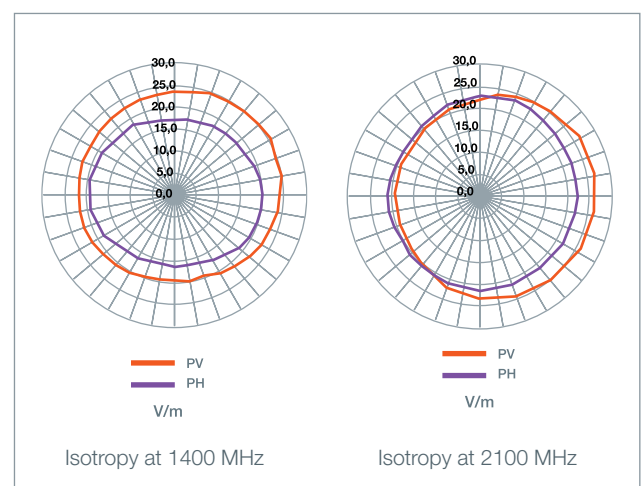 30,0
25,0
20,0
15,0
10,0
5,0
0,0
PV
PH
V/m
Isotropy at 1400 MHz
30,0
25,0
20,0
15,0
10,0
5,0
0,0
PV
PH
V/m
Isotropy at 2100 MHz